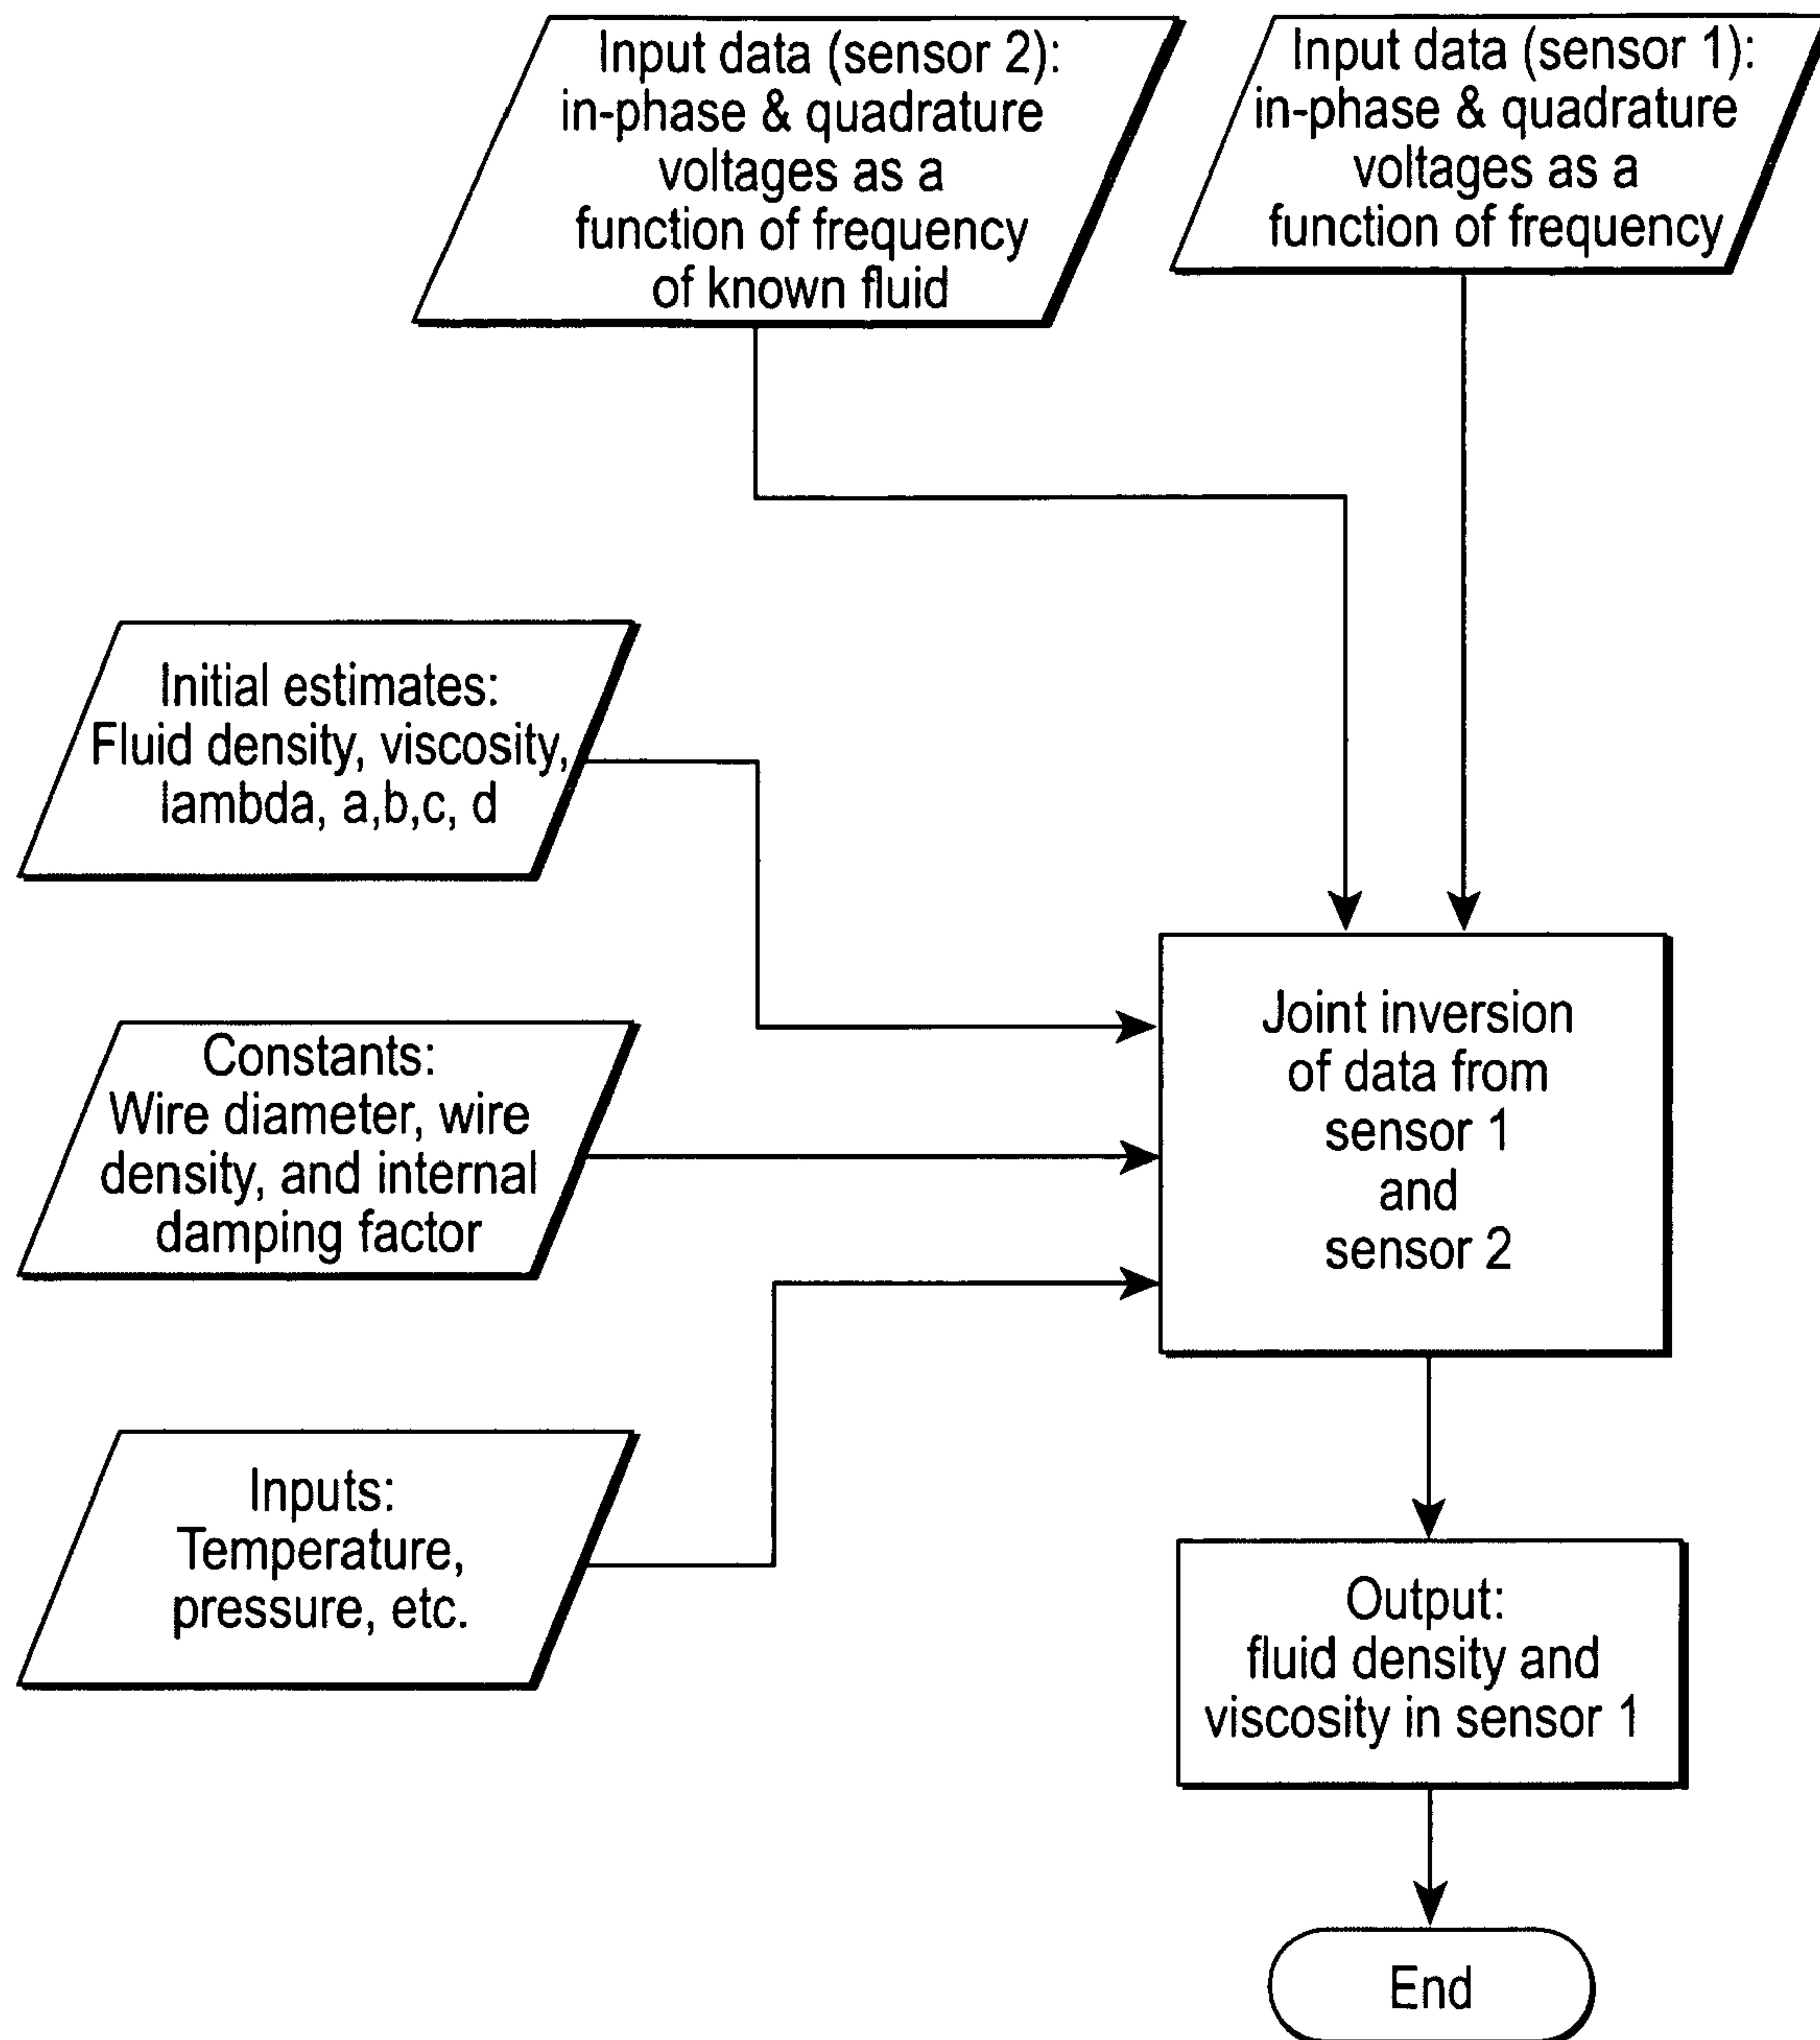 Input data (sensor 2):
in-phase & quadrature
voltages as a
function of frequency
of known fluid
Input data (sensor 1):
in-phase & quadrature
voltages as a
function of frequency
Initial estimates:
Fluid density, viscosity,
lambda, a,b,c, d
Constants:
Wire diameter, wire
density, and internal
damping factor
Inputs:
Temperature,
pressure, etc.
Joint inversion
of data from
sensor 1
and
sensor 2
Output:
fluid density and
viscosity in sensor 1
End